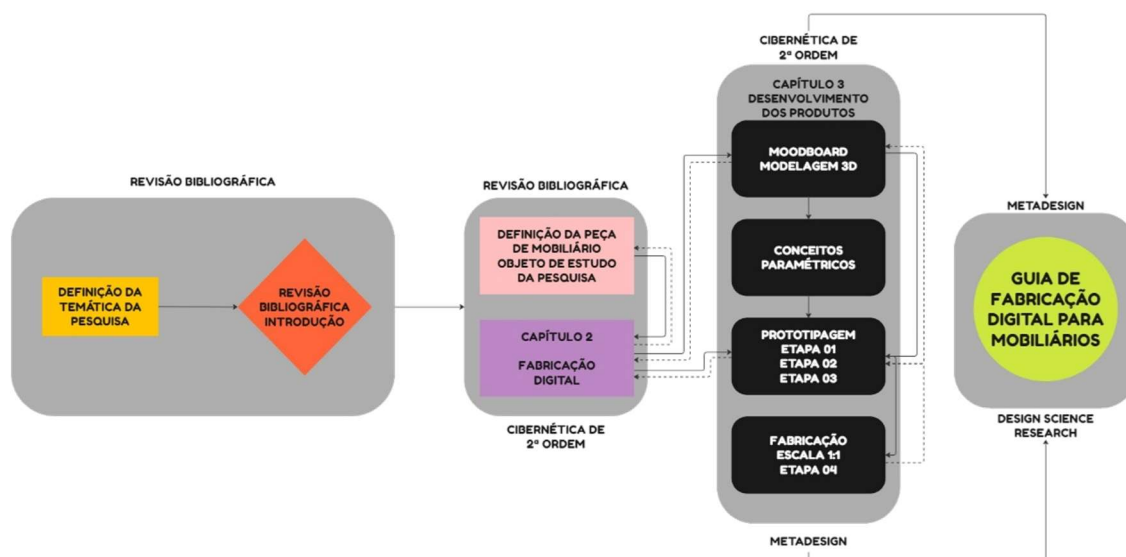 REVISÃO BIBLIOGRÁFICA
DEFINIÇÃO DA
TEMÁTICA DA
PESQUISA
REVISÃO
BIBLIOGRÁFICA
INTRODUÇÃO
REVISÃO BIBLIOGRÁFICA
DEFINIÇÃO DA PEÇA
DE MOBILIÁRIO
OBJETO DE ESTUDO
DA PESQUISA
CAPÍTULO 2
FABRICAÇÃO
DIGITAL
CIBERNÉTICA DE
2ª ORDEM
CIBERNÉTICA DE
2ª ORDEM
CAPÍTULO 3
DESENVOLVIMENTO
DOS PRODUTOS
MOODBOARD
MODELAGEM 3D
CONCEITOS
PARAMÉTRICOS
PROTOTIPAGEM
ETAPA 01
ETAPA 02
ETAPA 03
FABRICAÇÃO
ESCALA 1:1
ETAPA 04
METADESIGN
METADESIGN
GUIA DE
FABRICAÇÃO
DIGITAL PARA
MOBILIÁRIOS
DESIGN SCIENCE
RESEARCH